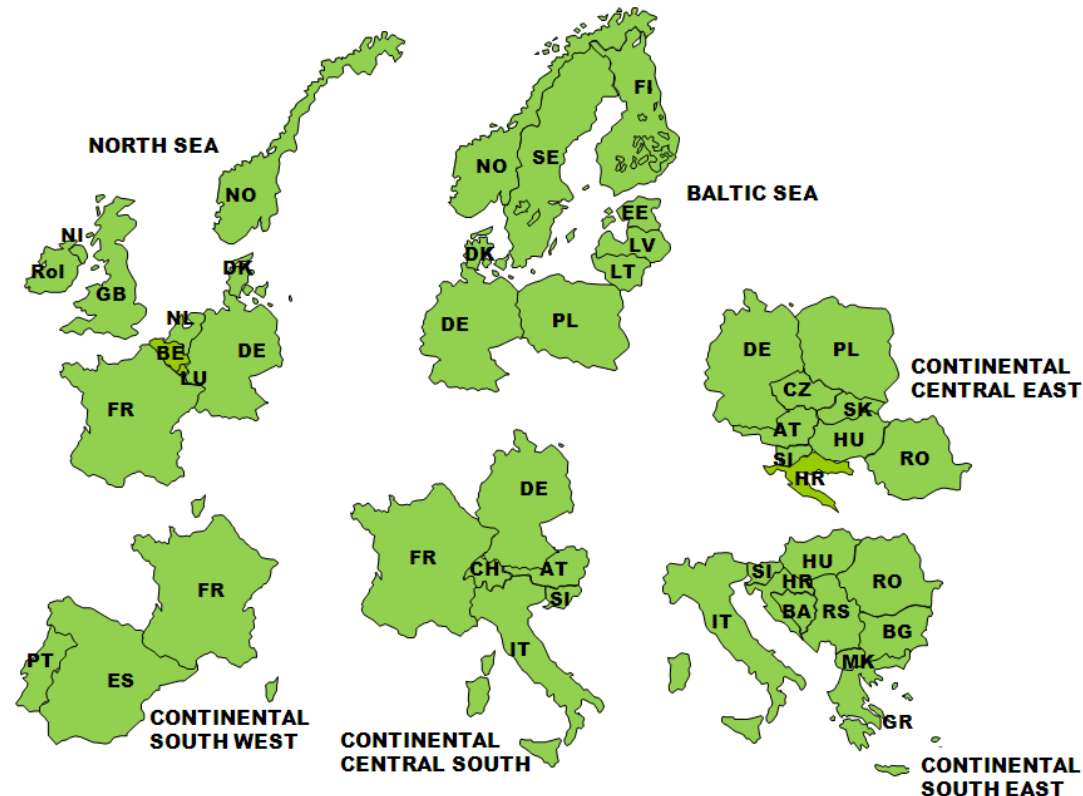 NORTH SEA
NO
NI
RoI
GB
DK
NL
BE
DE
LU
FR
FI
NO
SE
BALTIC SEA
EE
LV
DK
LT
DE
PL
DE
PL
CONTINENTAL
CENTRAL EAST
CZ
SK
AT
HU
SI
RO
HR
FR
PT
ES
CONTINENTAL
SOUTH WEST
DE
FR
CH
AT
SI
IT
CONTINENTAL
CENTRAL SOUTH
HU
SI
HR
RO
BA
RS
IT
BG
MK
GR
CONTINENTAL
SOUTH EAST